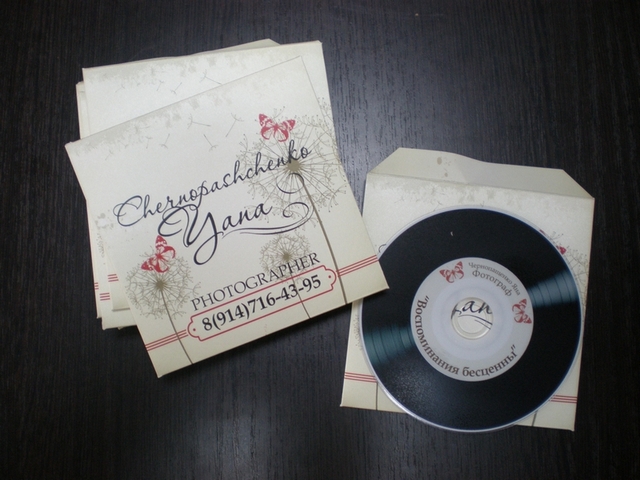 Chernopashchenko
Yana
PHOTOGRAPHER
8(914)716-43-95
Фотограф
"Воспоминания бесценны"